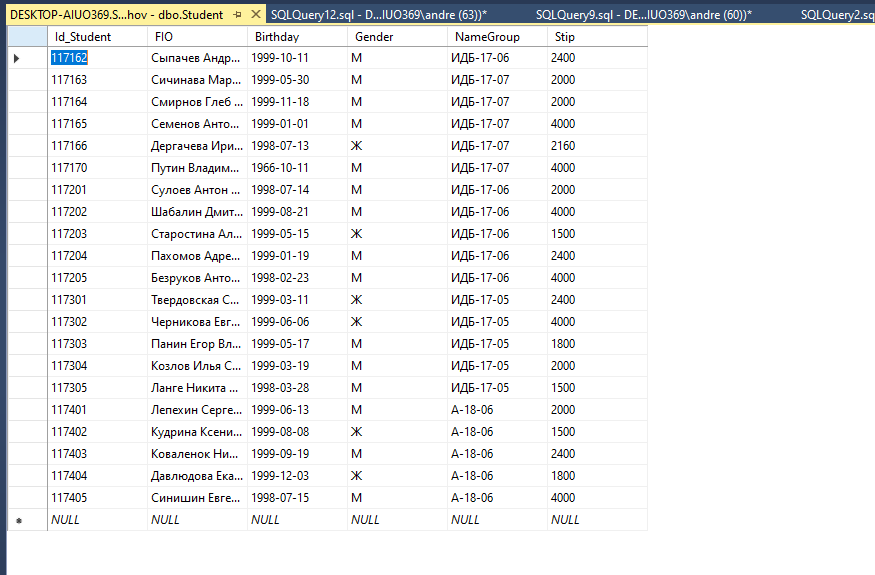 DESKTOP-AIUO369.S...hov - dbo.Student SQLQuery12.sql - D...IUO369\andre (63))* SQLQuery9.sql - DE...IUO369\andre (60))* SQLQuery2.sq
Id_Student FIO Birthday Gender NameGroup Stip
117162 Сыпачев Андр... 1999-10-11 М ИДБ-17-06 2400
117163 Сичинава Мар... 1999-05-30 М ИДБ-17-07 2000
117164 Смирнов Глеб ... 1999-11-18 М ИДБ-17-07 2000
117165 Семенов Анто... 1999-01-01 М ИДБ-17-07 4000
117166 Дергачева Ири... 1998-07-13 Ж ИДБ-17-07 2160
117170 Путин Владим... 1966-10-11 М ИДБ-17-07 4000
117201 Сулоев Антон ... 1998-07-14 М ИДБ-17-06 2000
117202 Шабалин Дмит... 1999-08-21 М ИДБ-17-06 4000
117203 Старостина Ал... 1999-05-15 Ж ИДБ-17-06 1500
117204 Пахомов Адре... 1999-01-19 М ИДБ-17-06 2400
117205 Безруков Анто... 1998-02-23 М ИДБ-17-06 4000
117301 Твердовская С... 1999-03-11 Ж ИДБ-17-05 2400
117302 Черникова Евг... 1999-06-06 Ж ИДБ-17-05 4000
117303 Панин Егор Вл... 1999-05-17 М ИДБ-17-05 1800
117304 Козлов Илья С... 1999-03-19 М ИДБ-17-05 2000
117305 Ланге Никита ... 1998-03-28 М ИДБ-17-05 1500
117401 Лепехин Серге... 1999-06-13 М А-18-06 2000
117402 Кудрина Ксени... 1999-08-08 Ж А-18-06 1500
117403 Коваленок Ни... 1999-09-19 М А-18-06 2400
117404 Давлюдова Ека... 1999-12-03 Ж А-18-06 1800
117405 Синишин Евге... 1998-07-15 М А-18-06 4000
NULL NULL NULL NULL NULL NULL